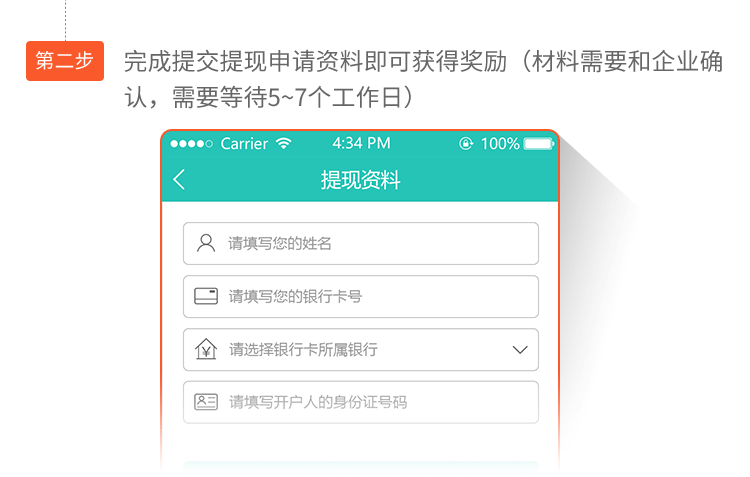 第二步
完成提交提现申请资料即可获得奖励（材料需要和企业确
认，需要等待5~7个工作日）
Carrier 4:34 PM 100%
提现资料
请填写您的姓名
请填写您的银行卡号
请选择银行卡所属银行
请填写开户人的身份证号码